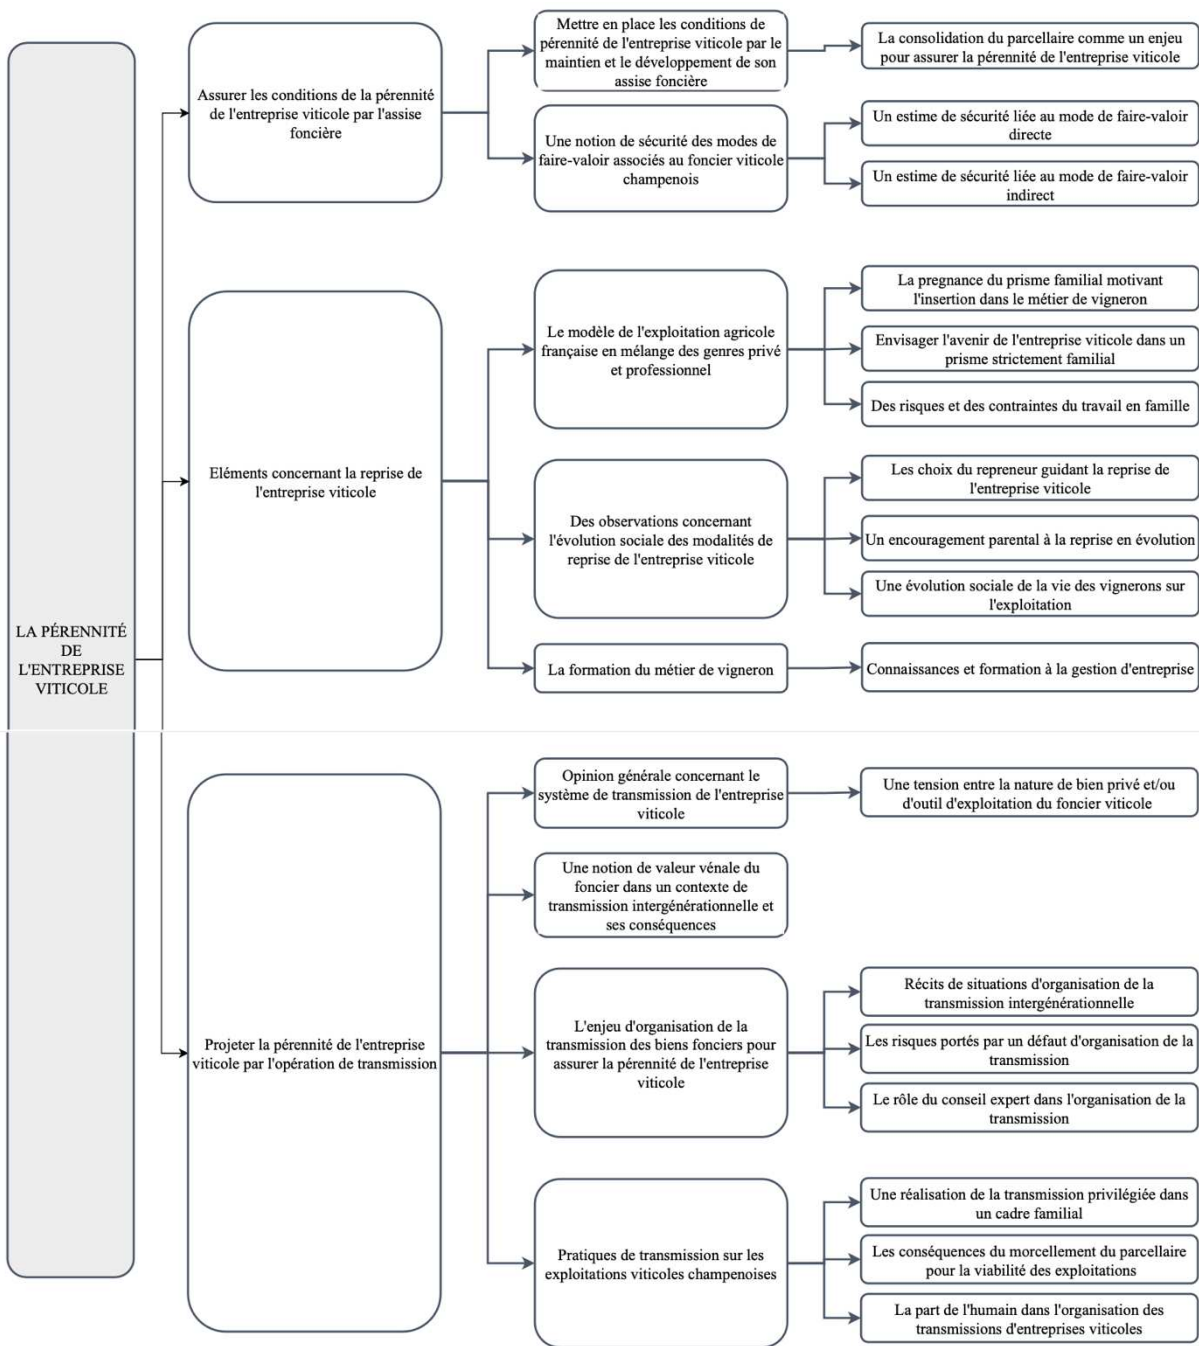 LA PÉRENNITÉ
DE
L'ENTREPRISE
VITICOLE
Assurer les conditions de la pérennité
de l'entreprise viticole par l'assise
foncière
Mettre en place les conditions de
pérennité de l'entreprise viticole par le
maintien et le développement de son
assise foncière
La consolidation du parcellaire comme un enjeu
pour assurer la pérennité de l'entreprise viticole
Une notion de sécurité des modes de
faire-valoir associés au foncier viticole
champenois
Un estime de sécurité liée au mode de faire-valoir
directe
Un estime de sécurité liée au mode de faire-valoir
indirect
Eléments concernant la reprise de
l'entreprise viticole
Le modèle de l'exploitation agricole
française en mélange des genres privé
et professionnel
La pregnance du prisme familial motivant
l'insertion dans le métier de vigneron
Envisager l'avenir de l'entreprise viticole dans un
prisme strictement familial
Des risques et des contraintes du travail en famille
Des observations concernant
l'évolution sociale des modalités de
reprise de l'entreprise viticole
Les choix du repreneur guidant la reprise de
l'entreprise viticole
Un encouragement parental à la reprise en évolution
Une évolution sociale de la vie des vignerons sur
l'exploitation
La formation du métier de vigneron
Connaissances et formation à la gestion d'entreprise
Projeter la pérennité de l'entreprise
viticole par l'opération de transmission
Opinion générale concernant le
système de transmission de l'entreprise
viticole
Une tension entre la nature de bien privé et/ou
d'outil d'exploitation du foncier viticole
Une notion de valeur vénale du
foncier dans un contexte de
transmission intergénérationnelle et
ses conséquences
L'enjeu d'organisation de la
transmission des biens fonciers pour
assurer la pérennité de l'entreprise
viticole
Récits de situations d'organisation de la
transmission intergénérationnelle
Les risques portés par un défaut d'organisation de la
transmission
Le rôle du conseil expert dans l'organisation de la
transmission
Pratiques de transmission sur les
exploitations viticoles champenoises
Une réalisation de la transmission privilégiée dans
un cadre familial
Les conséquences du morcellement du parcellaire
pour la viabilité des exploitations
La part de l'humain dans l'organisation des
transmissions d'entreprises viticoles